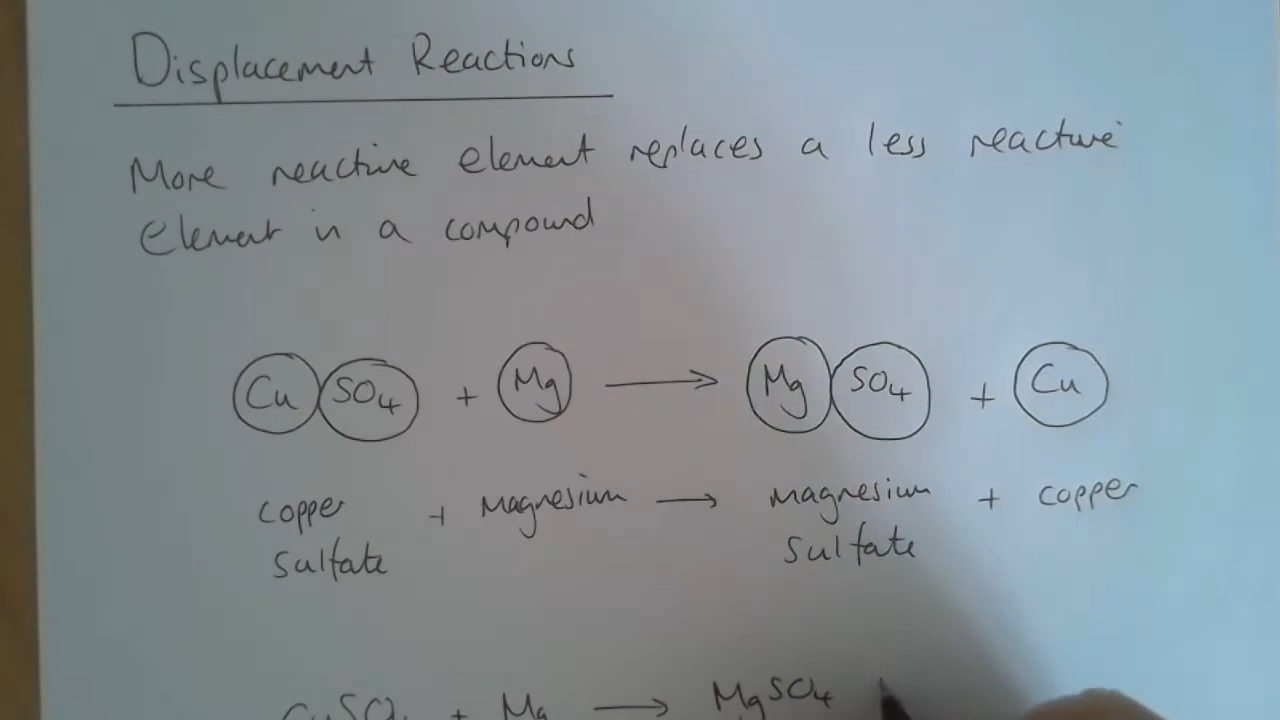 Displacement Reactions
More reactive element replaces a less reactive
element in a compound
Cu SO4 + Mg → Mg SO4 + Cu
copper sulfate + Magnesium → magnesium sulfate + copper
CuSO4 + Mg → MgSO4